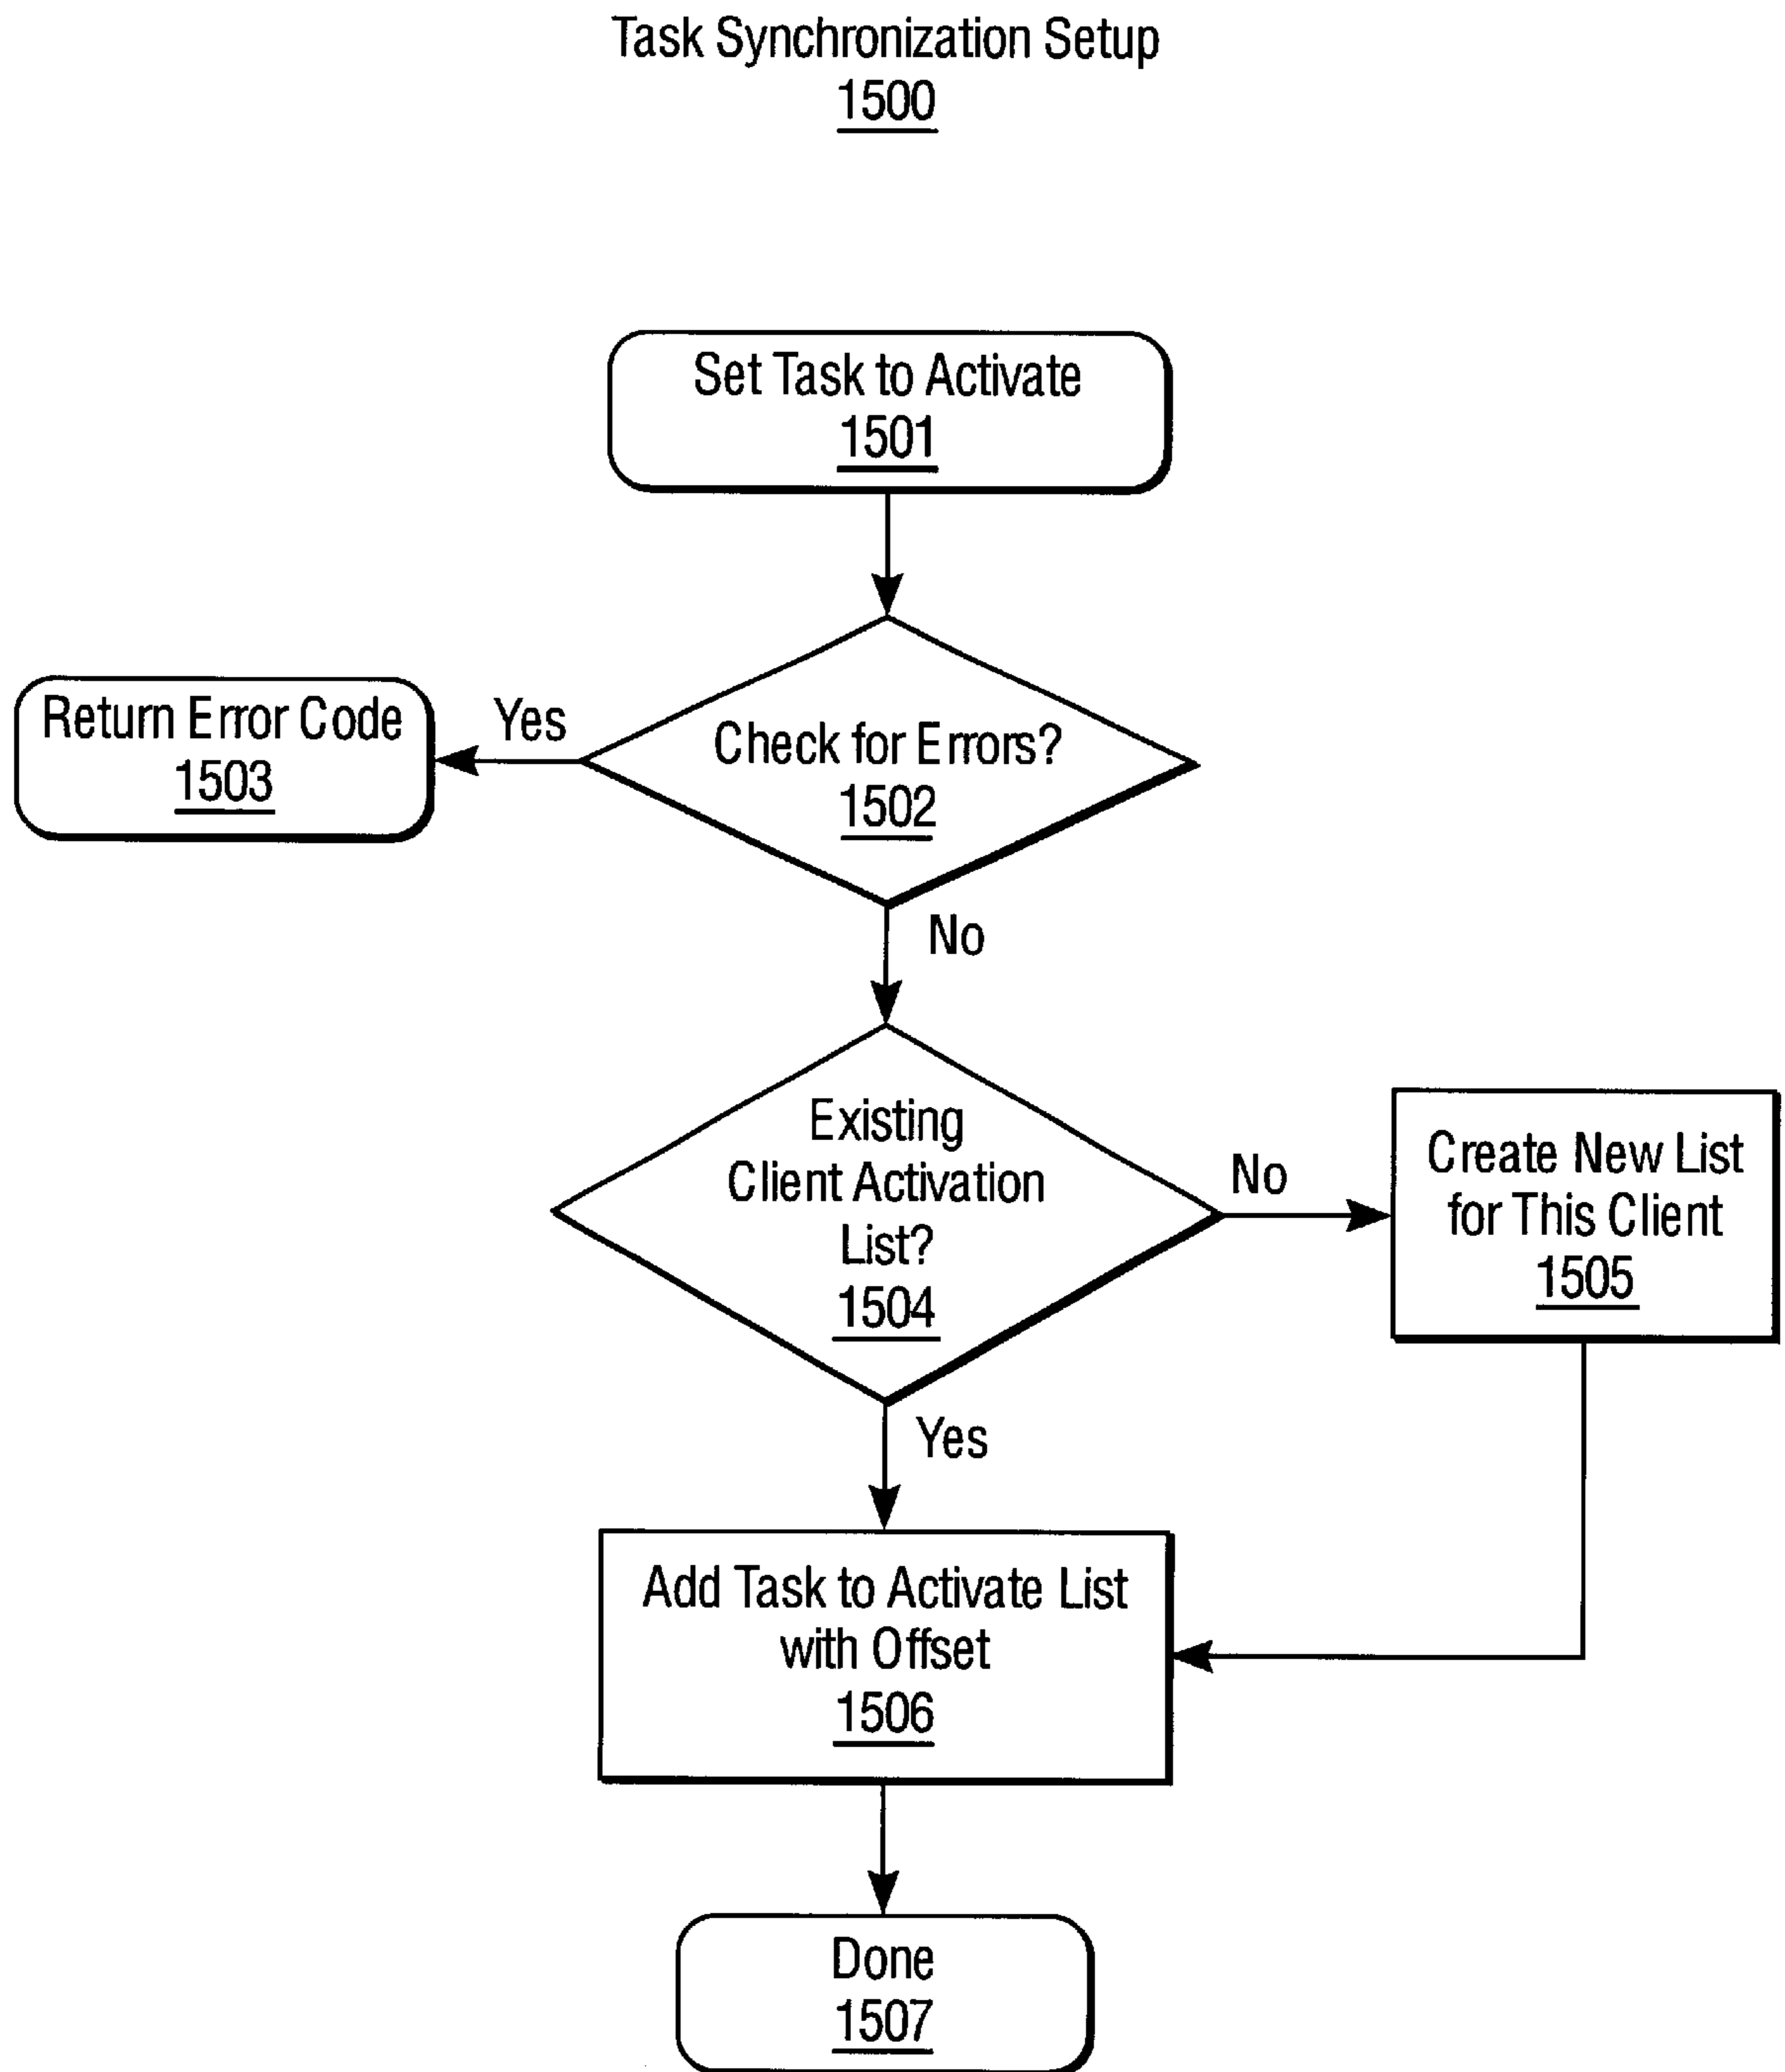 Task Synchronization Setup
1500
Set Task to Activate
1501
Return Error Code
1503
Yes
Check for Errors?
1502
No
Existing
Client Activation
List?
1504
No
Create New List
for This Client
1505
Yes
Add Task to Activate List
with Offset
1506
Done
1507